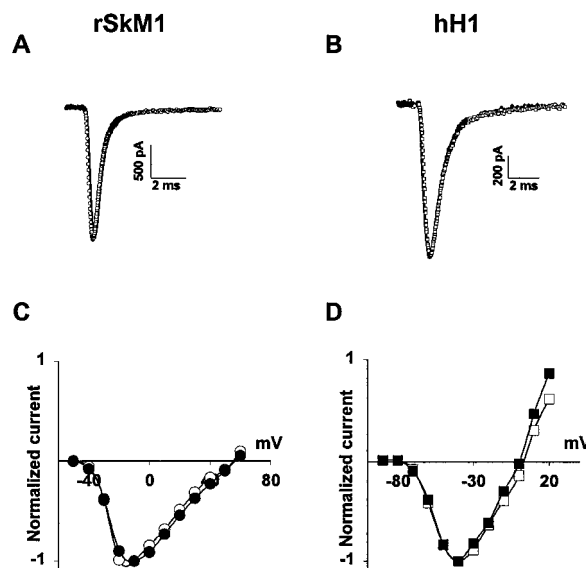 rSkM1
hH1
A
B
500 pA
2 ms
200 pA
2 ms
C
D
1
Normalized current
mV
-40
0
80
-1
1
Normalized current
mV
-80
-30
20
-1